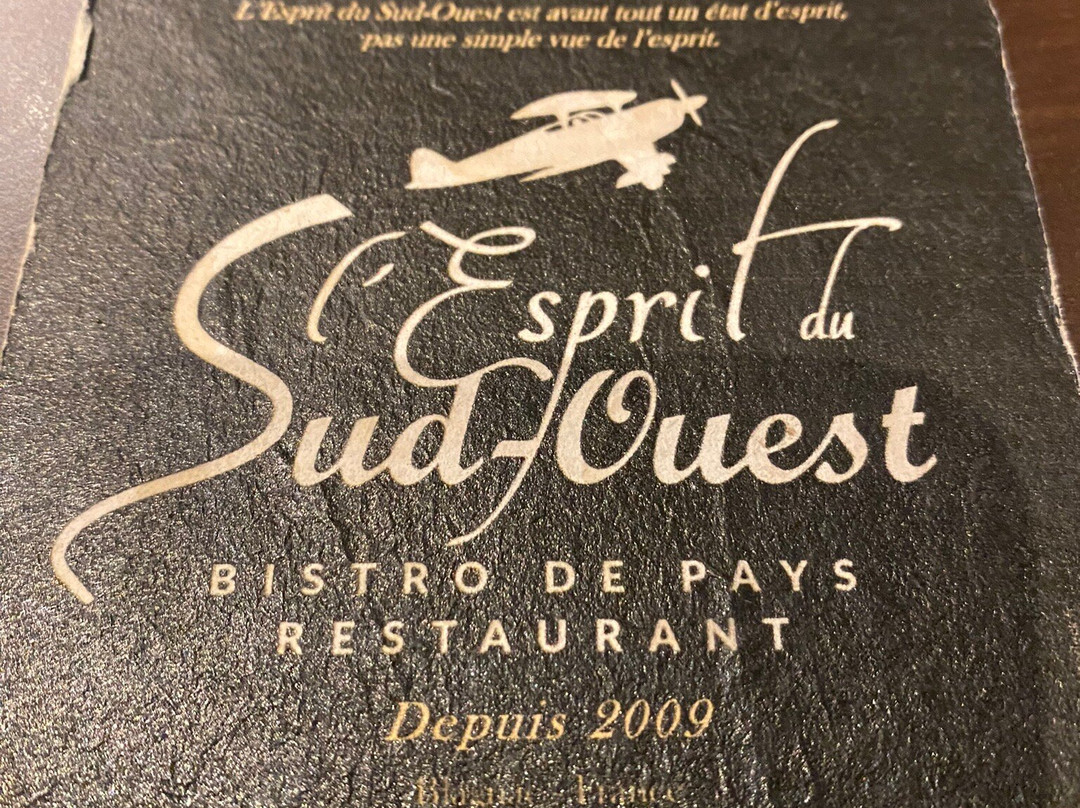 L'Esprit du Sud-Ouest est avant tout un état d'esprit,
pas une simple vue de l'esprit.
l'Esprit du
Sud-Ouest
BISTRO DE PAYS
RESTAURANT
Depuis 2009
France